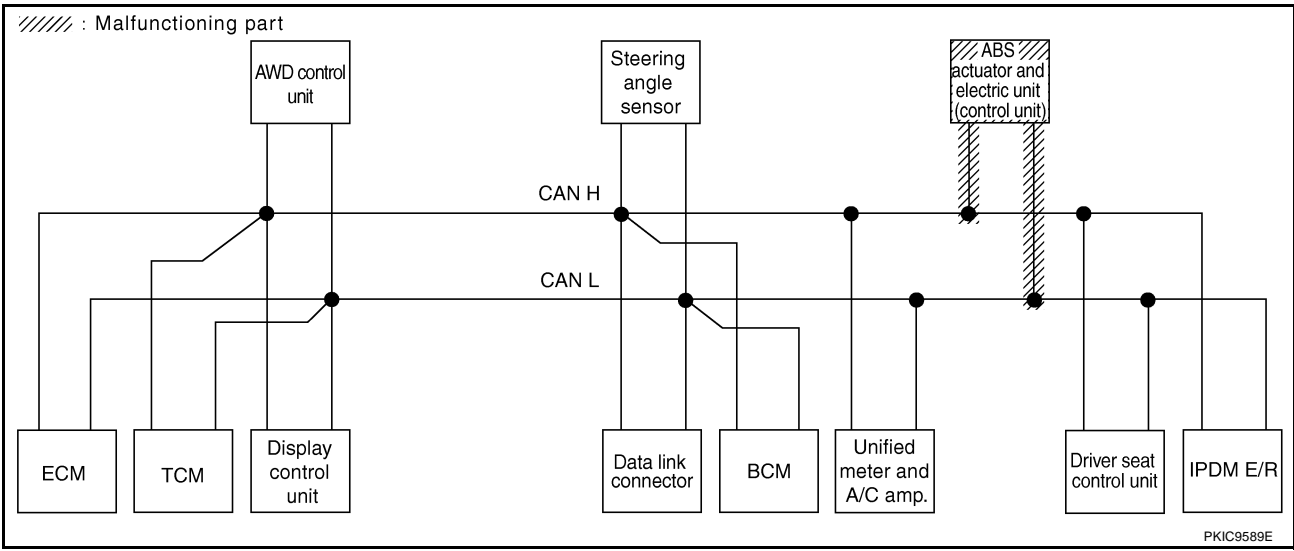 : Malfunctioning part
AWD control
unit
Steering
angle
sensor
ABS
actuator and
electric unit
(control unit)
CAN H
CAN L
ECM
TCM
Display
control
unit
Data link
connector
BCM
Unified
meter and
A/C amp.
Driver seat
control unit
IPDM E/R
PKIC9589E